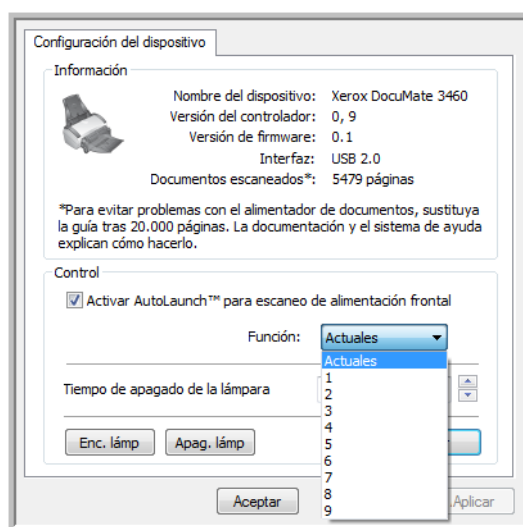 Configuración del dispositivo
Información
Nombre del dispositivo: Xerox DocuMate 3460
Versión del controlador: 0, 9
Versión de firmware: 0.1
Interfaz: USB 2.0
Documentos escaneados*: 5479 páginas
*Para evitar problemas con el alimentador de documentos, sustituya
la guía tras 20.000 páginas. La documentación y el sistema de ayuda
explican cómo hacerlo.
Control
Activar AutoLaunch™ para escaneo de alimentación frontal
Función: Actuales
Actuales
1
Tiempo de apagado de la lámpara
2
3
4
Enc. lámp Apag. lámp
5
6
7
8
Aceptar
Aplicar
9